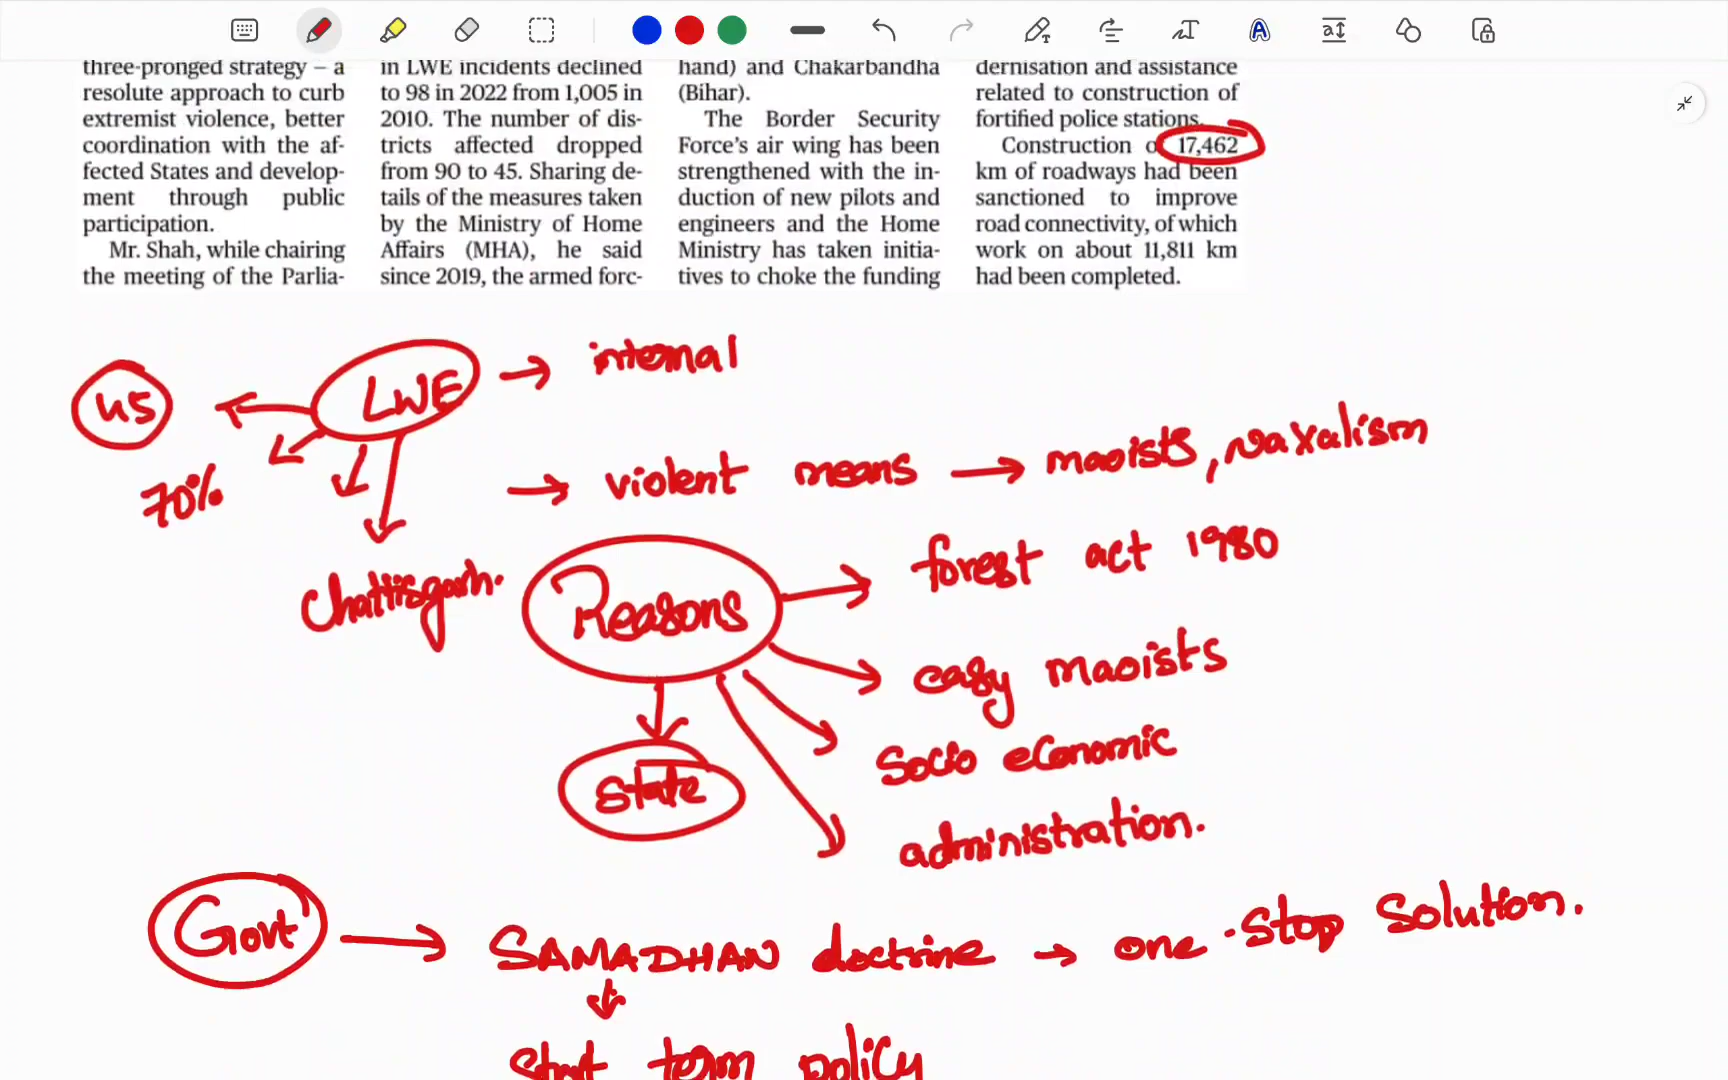 three-pronged strategy – a
resolute approach to curb
extremist violence, better
coordination with the af-
fected States and develop-
ment through public
participation.
Mr. Shah, while chairing
the meeting of the Parlia-
in LWE incidents declined
to 98 in 2022 from 1,005 in
2010. The number of dis-
tricts affected dropped
from 90 to 45. Sharing de-
tails of the measures taken
by the Ministry of Home
Affairs (MHA), he said
since 2019, the armed forc-
hand) and Chakarbandha
(Bihar).
The Border Security
Force's air wing has been
strengthened with the in-
duction of new pilots and
engineers and the Home
Ministry has taken initia-
tives to choke the funding
dernisation and assistance
related to construction of
fortified police stations.
Construction o 17,462
km of roadways had been
sanctioned to improve
road connectivity, of which
work on about 11,811 km
had been completed.
45 ← LWE → internal
70%
→ violent means → maoists, naxalism
Chattisgarh.
Reasons → forest act 1980
easy maoists
Socio economic
State
administration.
Govt → SAMADHAN doctrine → one-stop solution.
Short term policy